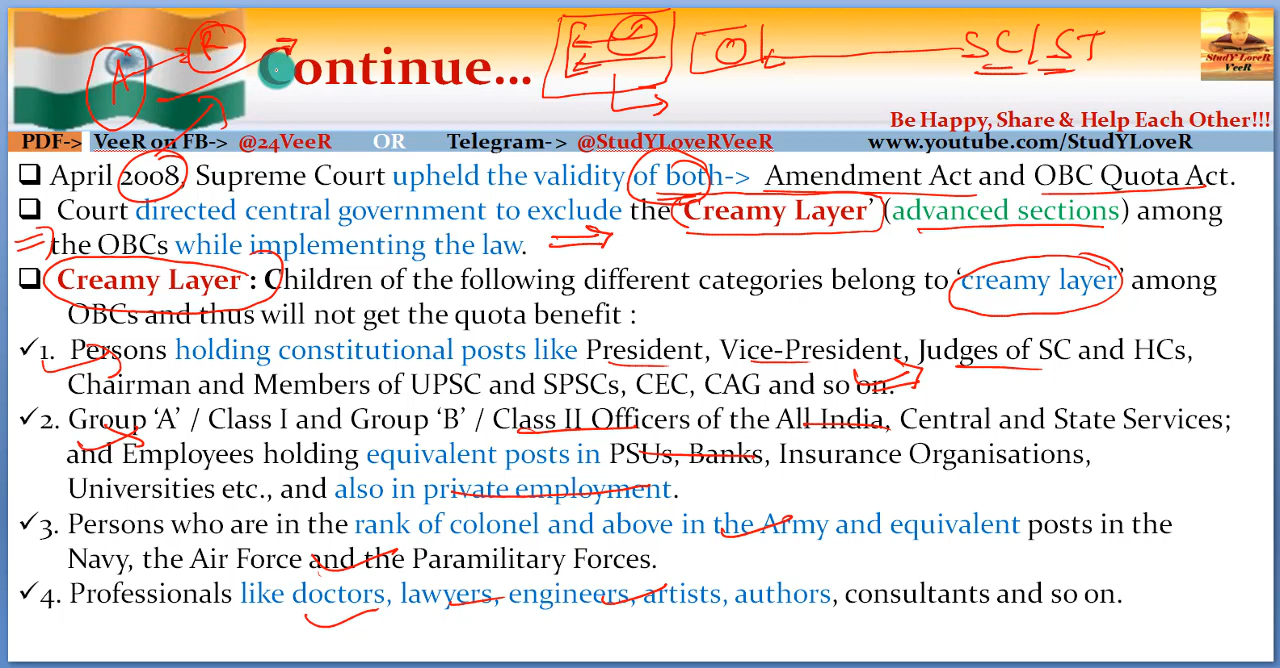 A R SC/ST
Continue...
StudY LoveR
VeeR
Be Happy, Share & Help Each Other!!!
PDF-> VeeR on FB-> @24VeeR OR Telegram-> @StudYLoveRVeeR www.youtube.com/StudYLoveR
❑ April 2008, Supreme Court upheld the validity of both-> Amendment Act and OBC Quota Act.
❑ Court directed central government to exclude the 'Creamy Layer' (advanced sections) among
the OBCs while implementing the law.
❑ Creamy Layer : Children of the following different categories belong to 'creamy layer' among
OBCs and thus will not get the quota benefit :
✓1. Persons holding constitutional posts like President, Vice-President, Judges of SC and HCs,
Chairman and Members of UPSC and SPSCs, CEC, CAG and so on.
✓2. Group 'A' / Class I and Group 'B' / Class II Officers of the All India, Central and State Services;
and Employees holding equivalent posts in PSUs, Banks, Insurance Organisations,
Universities etc., and also in private employment.
✓3. Persons who are in the rank of colonel and above in the Army and equivalent posts in the
Navy, the Air Force and the Paramilitary Forces.
✓4. Professionals like doctors, lawyers, engineers, artists, authors, consultants and so on.